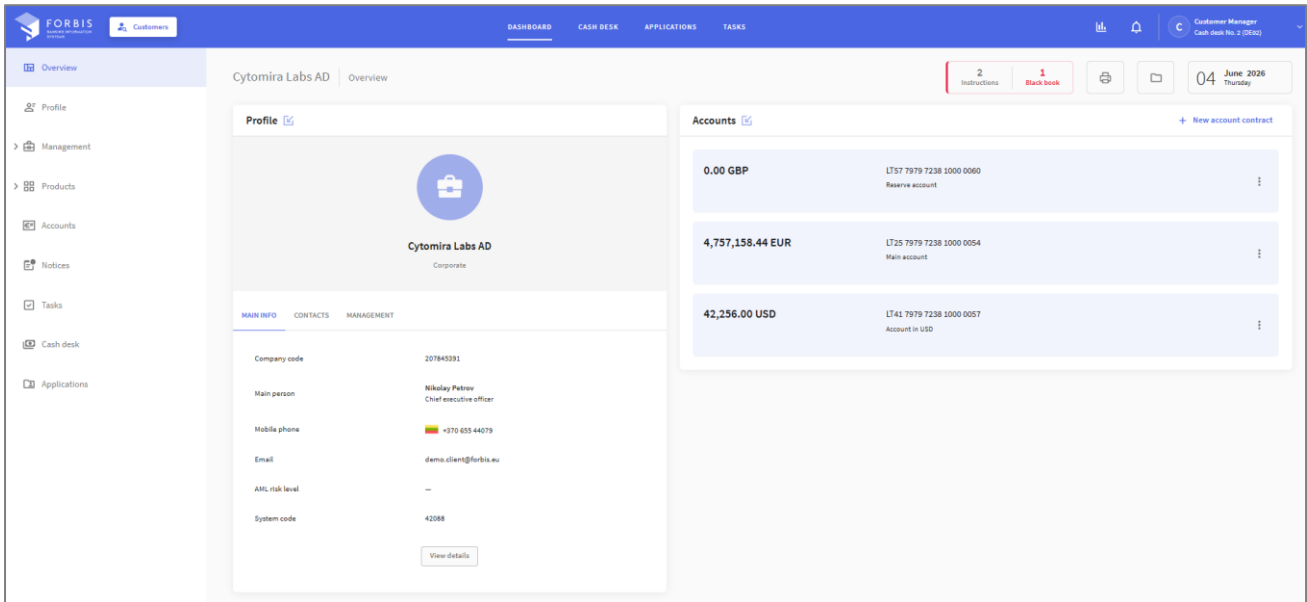 FORBIS
BANKING INFORMATION
SYSTEMS
Customers
DASHBOARD
CASH DESK
APPLICATIONS
TASKS
C
Customer Manager
Cash desk No. 2 (DE02)
Overview
Profile
Management
Products
Accounts
Notices
Tasks
Cash desk
Applications
Cytomira Labs AD
Overview
2
Instructions
1
Black book
04
June 2026
Thursday
Profile
Cytomira Labs AD
Corporate
MAIN INFO
CONTACTS
MANAGEMENT
Company code
207845391
Main person
Nikolay Petrov
Chief executive officer
Mobile phone
+370 655 44079
Email
demo.client@forbis.eu
AML risk level
—
System code
42088
View details
Accounts
+ New account contract
0.00 GBP
LT57 7979 7238 1000 0060
Reserve account
4,757,158.44 EUR
LT25 7979 7238 1000 0054
Main account
42,256.00 USD
LT41 7979 7238 1000 0057
Account in USD